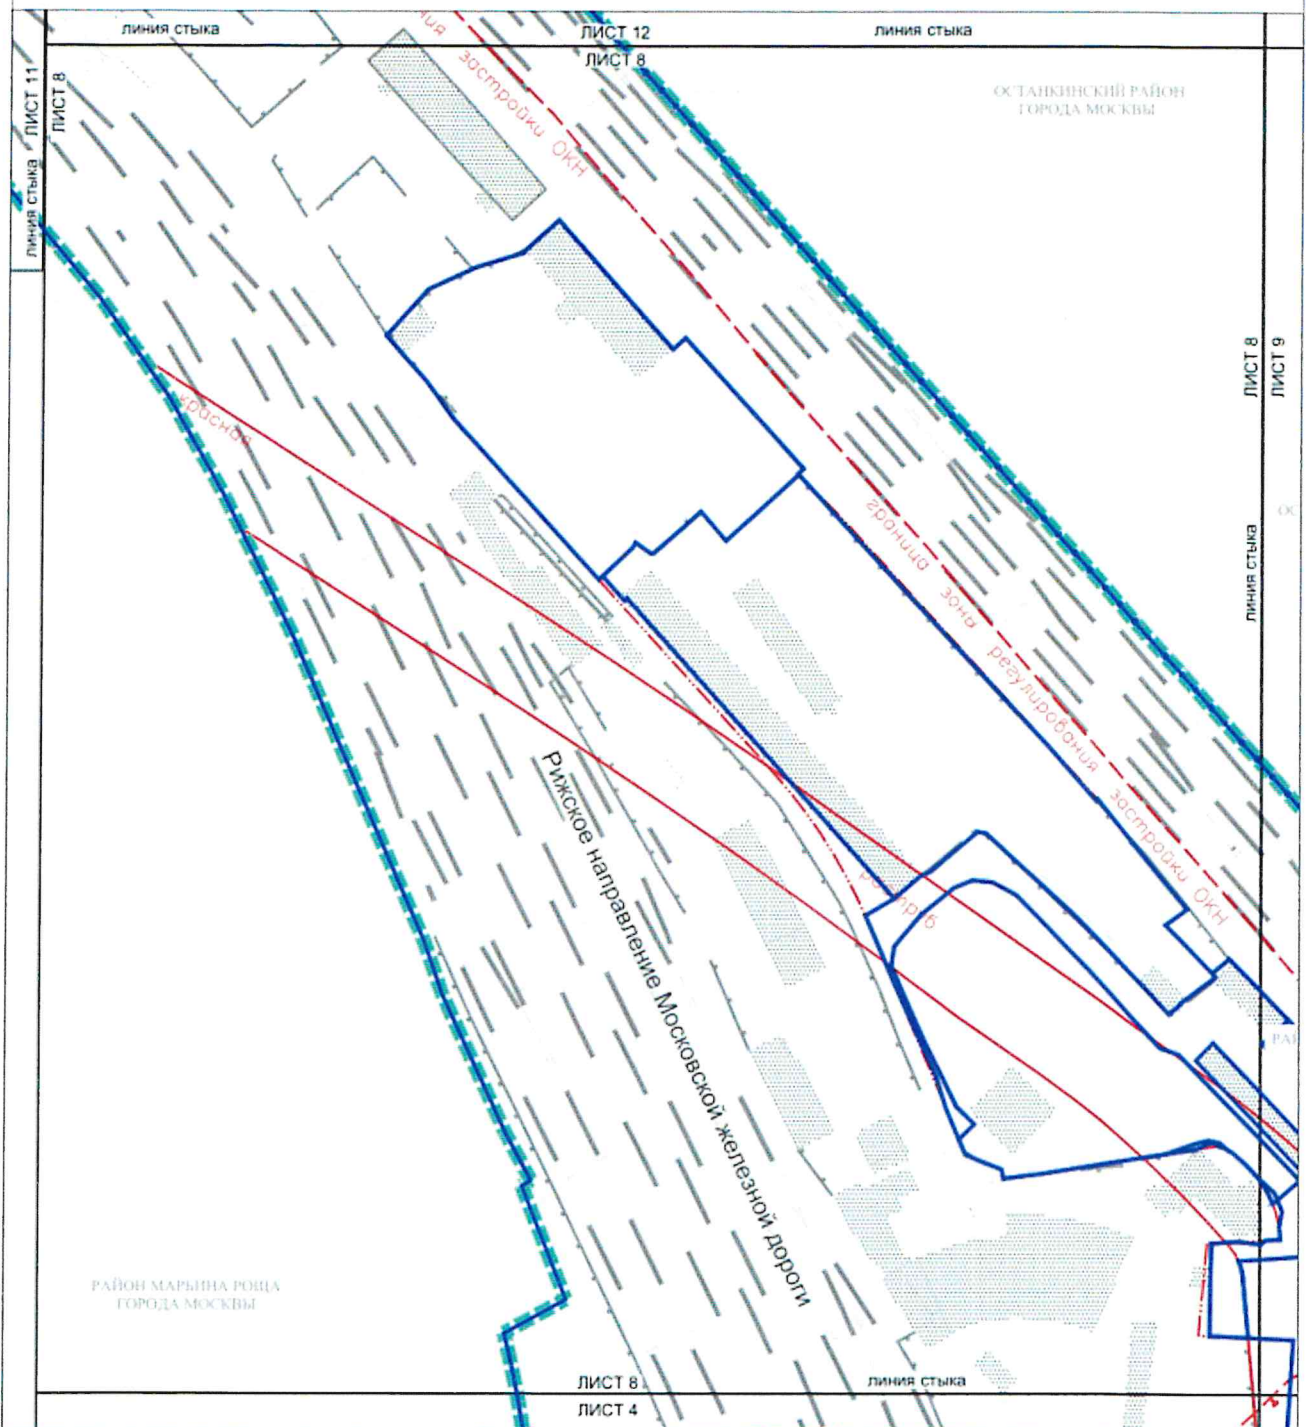 линия стыка
ЛИСТ 12
линия стыка
ЛИСТ 8
ЛИСТ 11
ЛИСТ 8
линия стыка
застройки ОКН
ОСТАНКИНСКИЙ РАЙОН
ГОРОДА МОСКВЫ
ЛИСТ 8
ЛИСТ 9
линия стыка
красная
граница зона регулирования застройки ОКН
Рижское направление Московской железной дороги
РАЙОН МАРЬИНА РОЩА
ГОРОДА МОСКВЫ
ЛИСТ 8
линия стыка
ЛИСТ 4